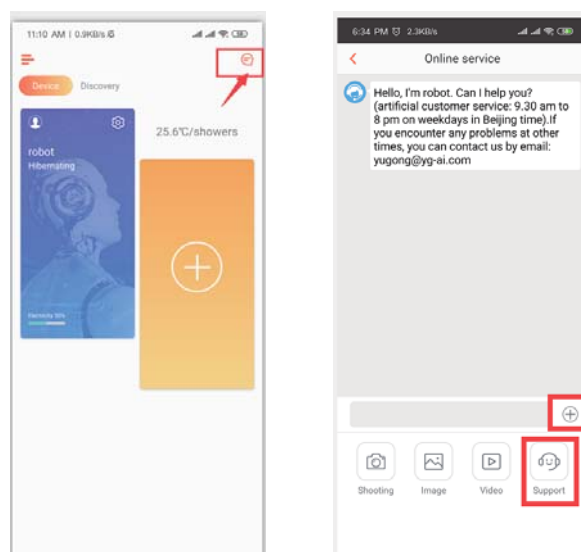 11:10 AM | 0.9KB/s
Device
Discovery
robot
Hibernating
25.6℃/showers
Electricity 50%
6:34 PM 2.3KB/s
Online service
Hello, I'm robot. Can I help you?
(artificial customer service: 9.30 am to
8 pm on weekdays in Beijing time).If
you encounter any problems at other
times, you can contact us by email:
yugong@yg-ai.com
Shooting
Image
Video
Support